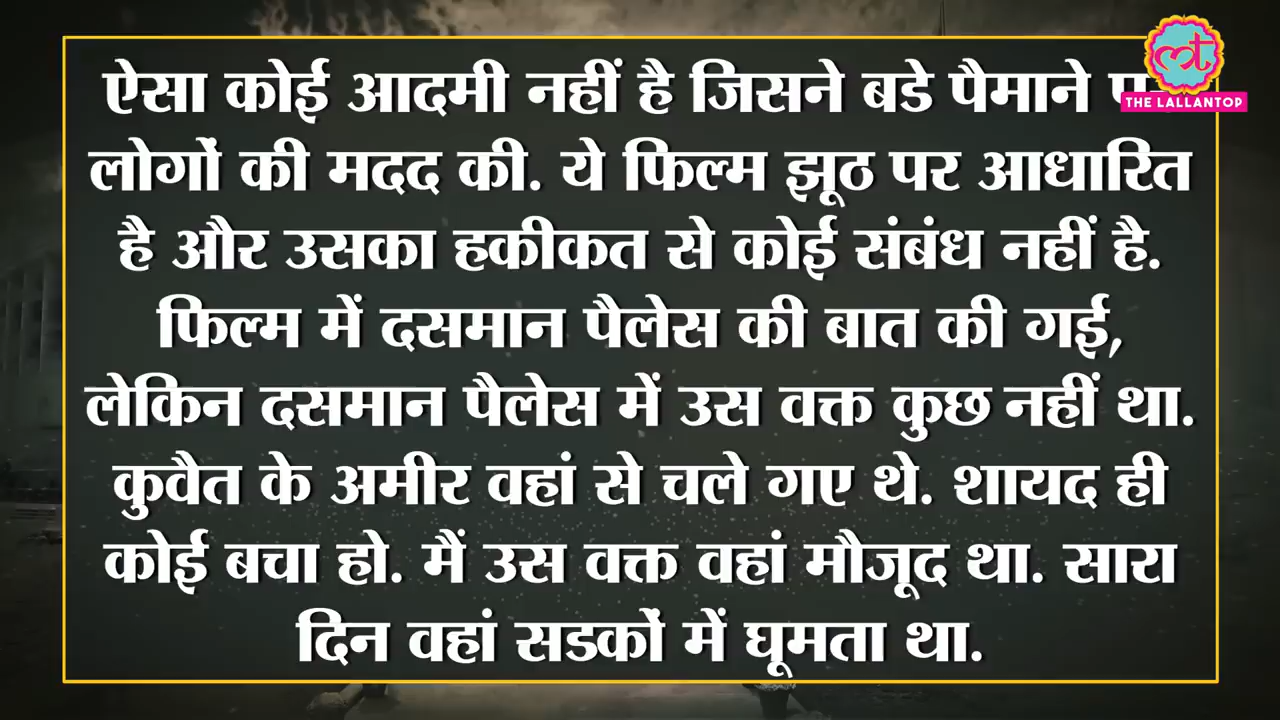 ऐसा कोई आदमी नहीं है जिसने बडे पैमाने
THE LALLANTOP
लोगों की मदद की. ये फिल्म झूठ पर आधारित
है और उसका हकीकत से कोई संबंध नहीं है.
फिल्म में दसमान पैलेस की बात की गई,
लेकिन दसमान पैलेस में उस वक्त कुछ नहीं था.
कुवैत के अमीर वहां से चले गए थे. शायद ही
कोई बचा हो. मैं उस वक्त वहां मौजूद था. सारा
दिन वहां सडकों में घूमता था.